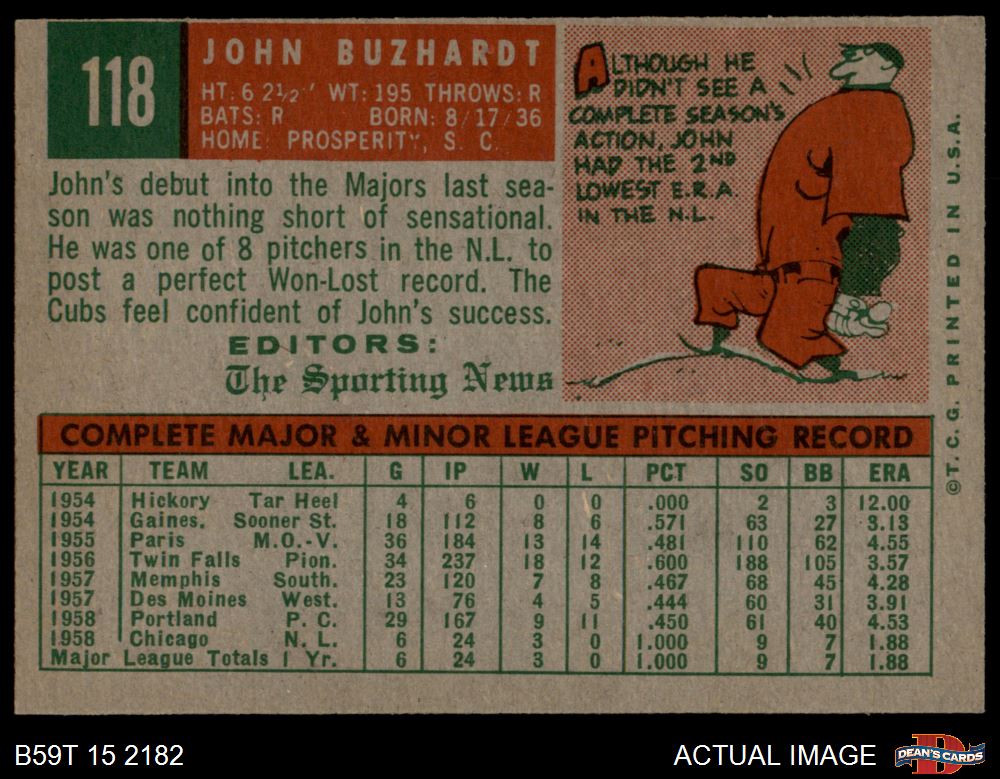 118
JOHN BUZHARDT
HT: 6 2½' WT: 195 THROWS: R
BATS: R BORN: 8/17/36
HOME: PROSPERITY, S. C.
John's debut into the Majors last sea-
son was nothing short of sensational.
He was one of 8 pitchers in the N.L. to
post a perfect Won-Lost record. The
Cubs feel confident of John's success.
EDITORS:
The Sporting News
ALTHOUGH HE
DIDN'T SEE A
COMPLETE SEASON'S
ACTION, JOHN
HAD THE 2ND
LOWEST E.R.A.
IN THE N.L.
© T. C. G. PRINTED IN U.S.A.
COMPLETE MAJOR & MINOR LEAGUE PITCHING RECORD
YEAR TEAM LEA. G IP W L PCT SO BB ERA
1954 Hickory Tar Heel 4 6 0 0 .000 2 3 12.00
1954 Gaines. Sooner St. 18 112 8 6 .571 63 27 3.13
1955 Paris M.O.-V. 36 184 13 14 .481 110 62 4.55
1956 Twin Falls Pion. 34 237 18 12 .600 188 105 3.57
1957 Memphis South. 23 120 7 8 .467 68 45 4.28
1957 Des Moines West. 13 76 4 5 .444 60 31 3.91
1958 Portland P. C. 29 167 9 11 .450 61 40 4.53
1958 Chicago N. L. 6 24 3 0 1.000 9 7 1.88
Major League Totals 1 Yr. 6 24 3 0 1.000 9 7 1.88
B59T 15 2182
ACTUAL IMAGE
DEAN'S CARDS